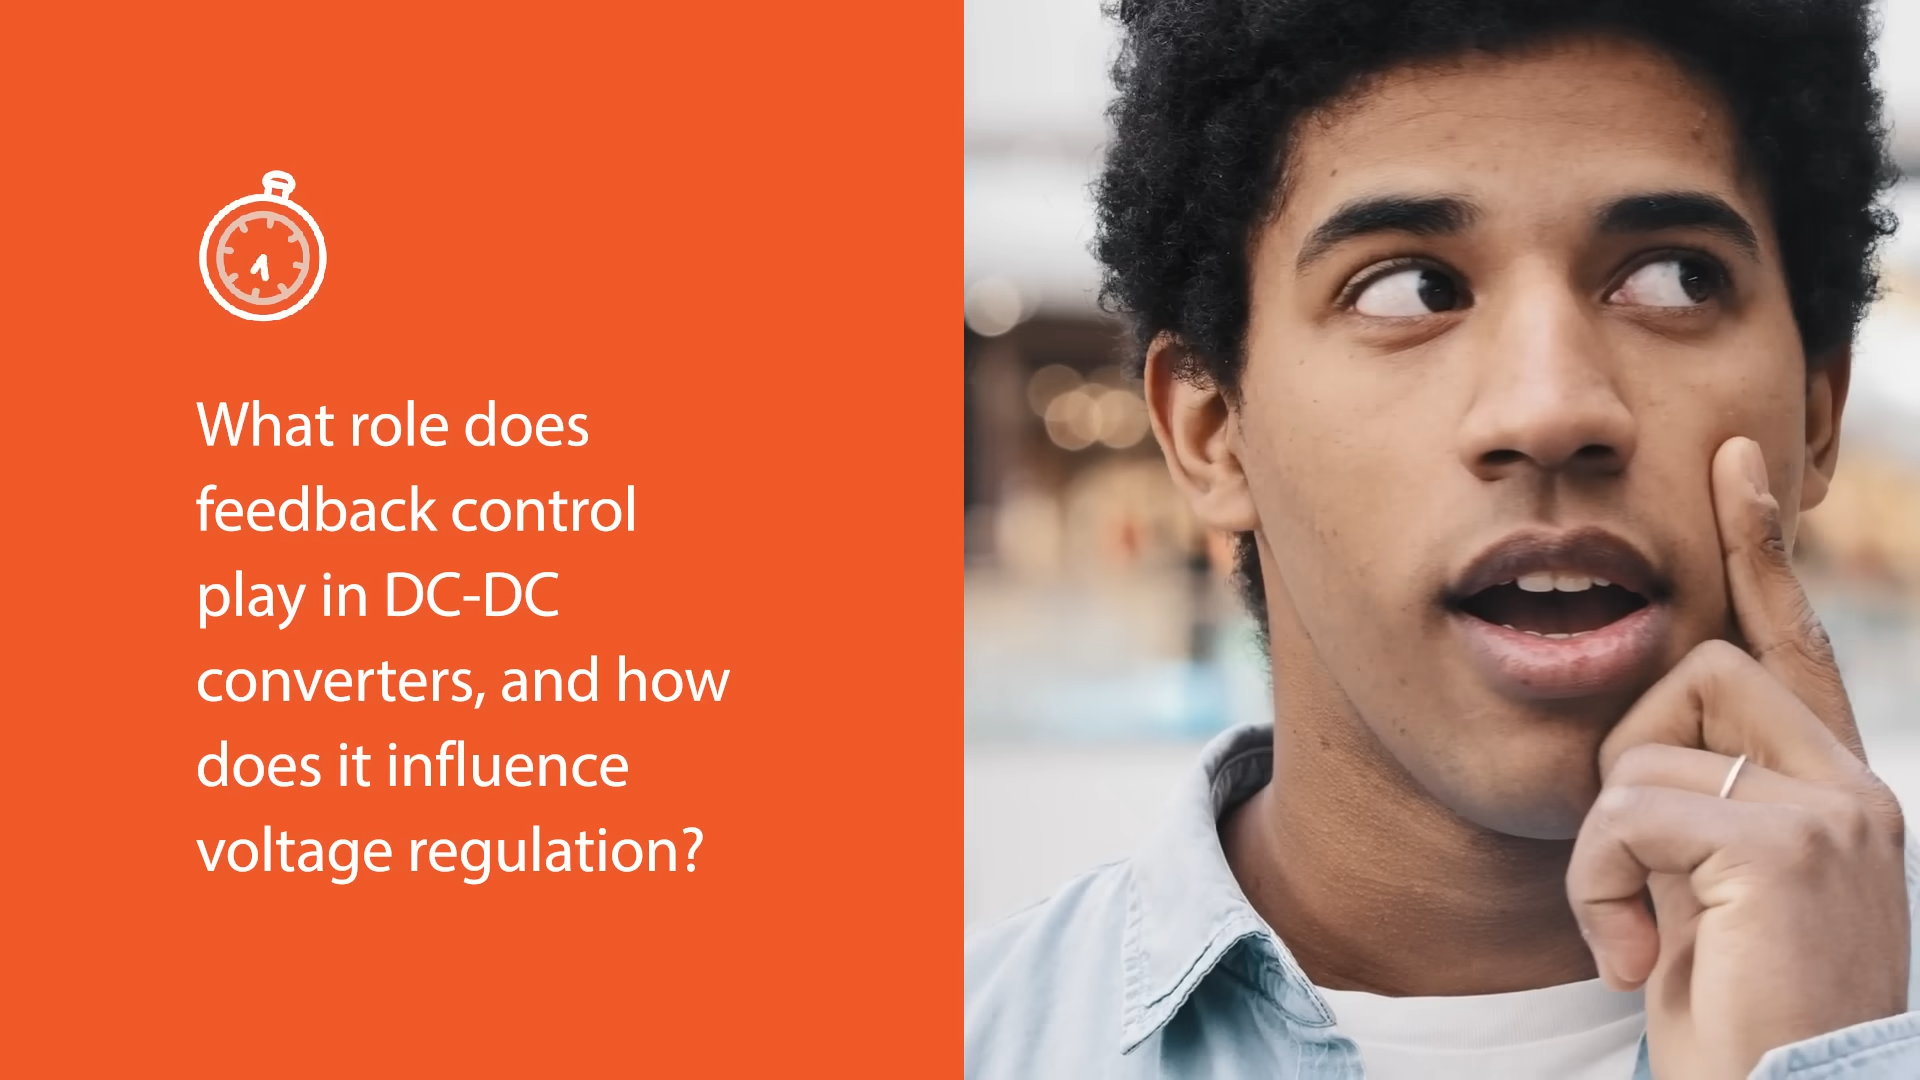 What role does
feedback control
play in DC-DC
converters, and how
does it influence
voltage regulation?